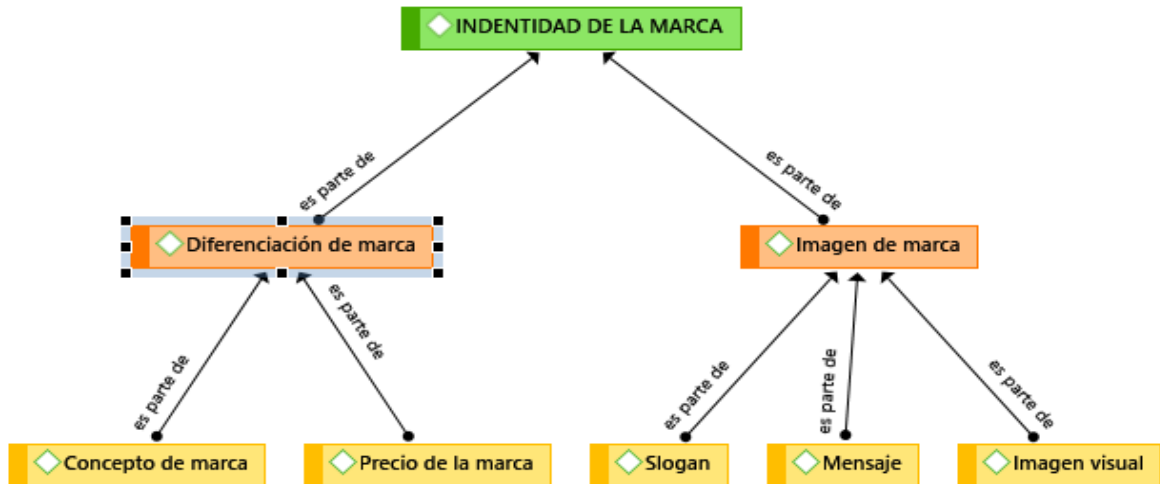 INDENTIDAD DE LA MARCA
es parte de
es parte de
Diferenciación de marca
Imagen de marca
es parte de
es parte de
es parte de
es parte de
es parte de
Concepto de marca
Precio de la marca
Slogan
Mensaje
Imagen visual